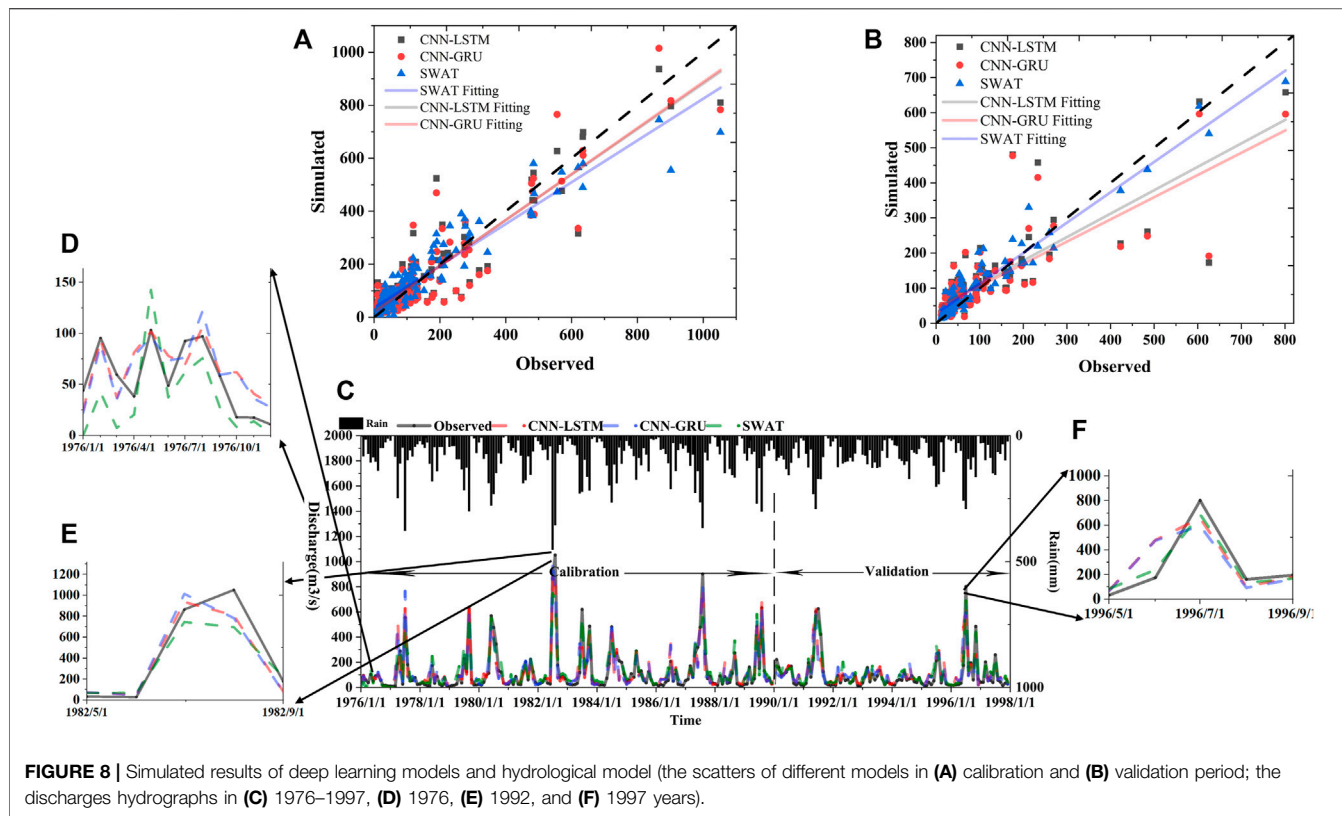 A
CNN-LSTM
CNN-GRU
SWAT
SWAT Fitting
CNN-LSTM Fitting
CNN-GRU Fitting
Simulated
1000
800
600
400
200
0
0 200 400 600 800 1000
Observed
B
CNN-LSTM
CNN-GRU
SWAT
CNN-LSTM Fitting
CNN-GRU Fitting
SWAT Fitting
Simulated
800
700
600
500
400
300
200
100
0
0 100 200 300 400 500 600 700 800
Observed
D
150
100
50
0
1976/1/1 1976/4/1 1976/7/1 1976/10/1
C
Rain Observed CNN-LSTM CNN-GRU SWAT
2000
1800
1600
1400
1200
1000
800
600
400
200
0
Discharge(m3/s)
Calibration Validation
0
500
1000
Rain(mm)
1976/1/1 1978/1/1 1980/1/1 1982/1/1 1984/1/1 1986/1/1 1988/1/1 1990/1/1 1992/1/1 1994/1/1 1996/1/1 1998/1/1
Time
E
1200
1000
800
600
400
200
0
1982/5/1 1982/9/1
F
1000
800
600
400
200
0
1996/5/1 1996/7/1 1996/9/
FIGURE 8 | Simulated results of deep learning models and hydrological model (the scatters of different models in (A) calibration and (B) validation period; the
discharges hydrographs in (C) 1976–1997, (D) 1976, (E) 1992, and (F) 1997 years).